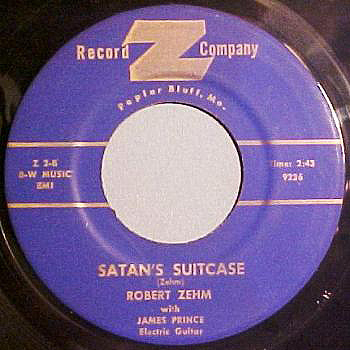 Record Z Company
Poplar Bluff, Mo.
Z 2-B
B-W MUSIC
BMI
Time: 2:43
9226
SATAN'S SUITCASE
(Zehm)
ROBERT ZEHM
with
JAMES PRINCE
Electric Guitar